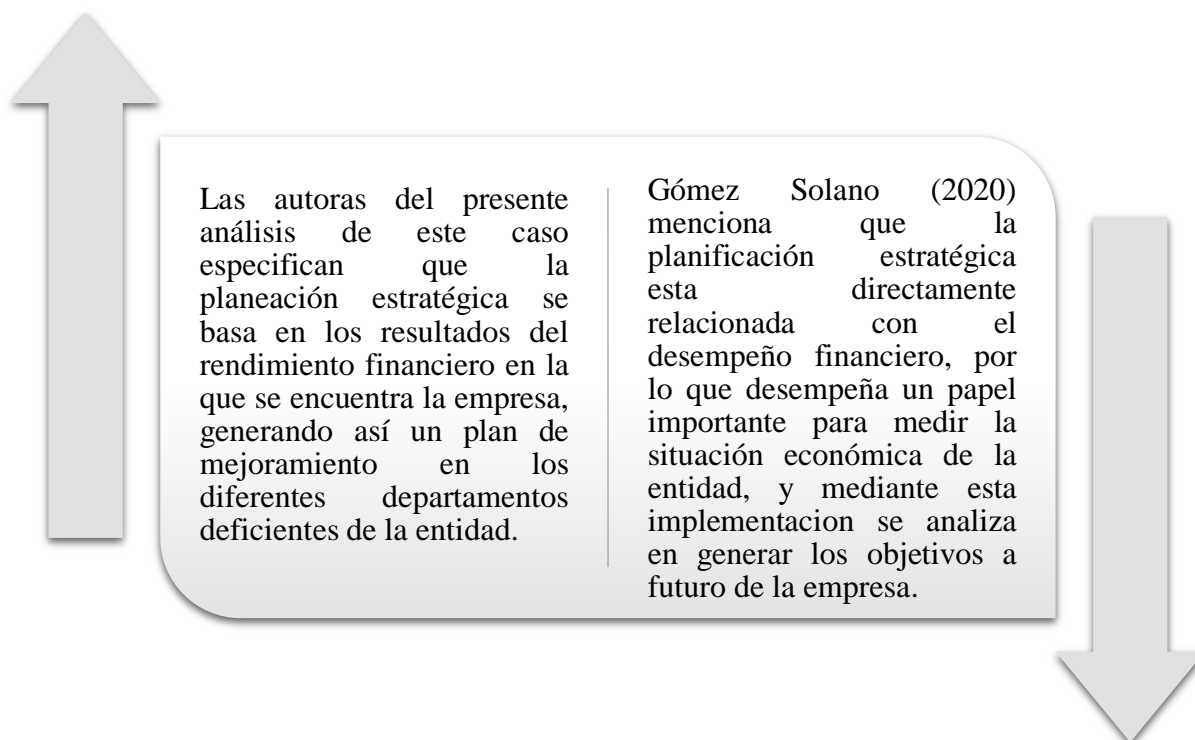 Las autoras del presente
análisis de este caso
especifican que la
planeación estratégica se
basa en los resultados del
rendimiento financiero en la
que se encuentra la empresa,
generando así un plan de
mejoramiento en los
diferentes departamentos
deficientes de la entidad.
Gómez Solano (2020)
menciona que la
planificación estratégica
esta directamente
relacionada con el
desempeño financiero, por
lo que desempeña un papel
importante para medir la
situación económica de la
entidad, y mediante esta
implementacion se analiza
en generar los objetivos a
futuro de la empresa.